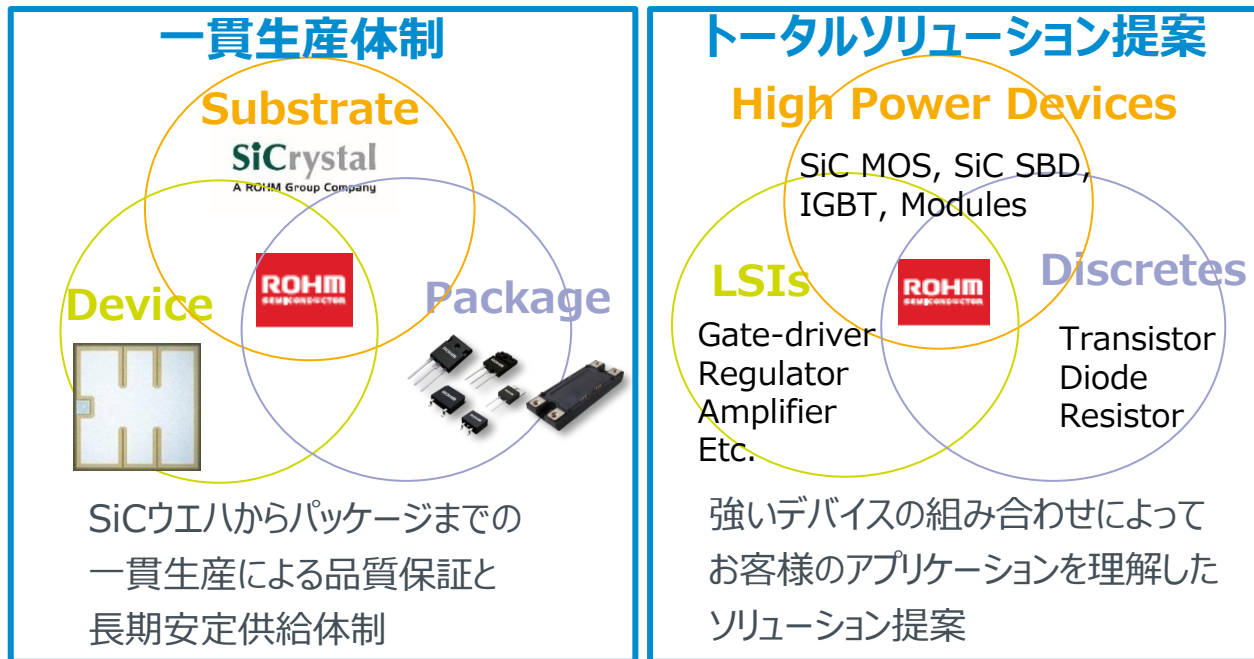 一貫生産体制
Substrate
SiCrystal
A ROHM Group Company
Device
ROHM
SEMICONDUCTOR
Package
SiCウエハからパッケージまでの
一貫生産による品質保証と
長期安定供給体制
トータルソリューション提案
High Power Devices
SiC MOS, SiC SBD,
IGBT, Modules
LSIs
ROHM
SEMICONDUCTOR
Discretes
Gate-driver
Regulator
Amplifier
Etc.
Transistor
Diode
Resistor
強いデバイスの組み合わせによって
お客様のアプリケーションを理解した
ソリューション提案